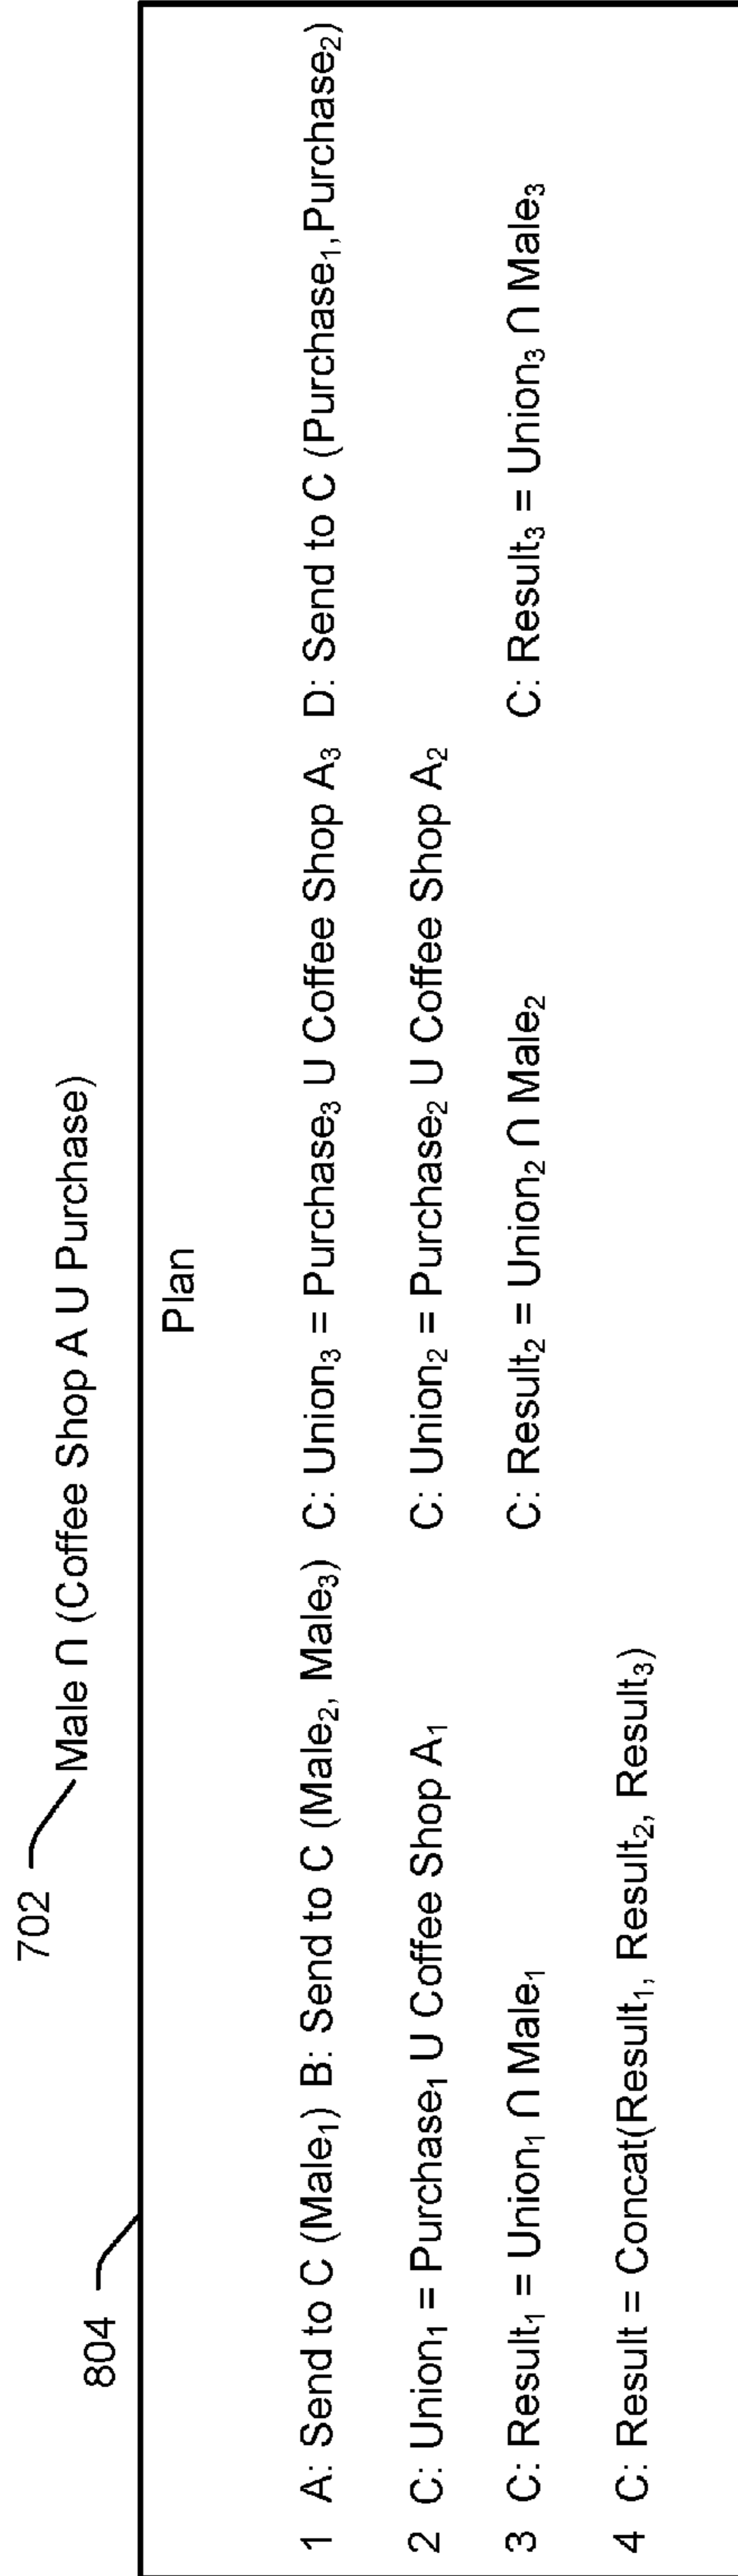 702
Male ∩ (Coffee Shop A U Purchase)
804
Plan
1 A: Send to C (Male₁) B: Send to C (Male₂, Male₃) C: Union₃ = Purchase₃ U Coffee Shop A₃ D: Send to C (Purchase₁, Purchase₂)
2 C: Union₁ = Purchase₁ U Coffee Shop A₁ C: Union₂ = Purchase₂ U Coffee Shop A₂
3 C: Result₁ = Union₁ ∩ Male₁ C: Result₂ = Union₂ ∩ Male₂ C: Result₃ = Union₃ ∩ Male₃
4 C: Result = Concat(Result₁, Result₂, Result₃)